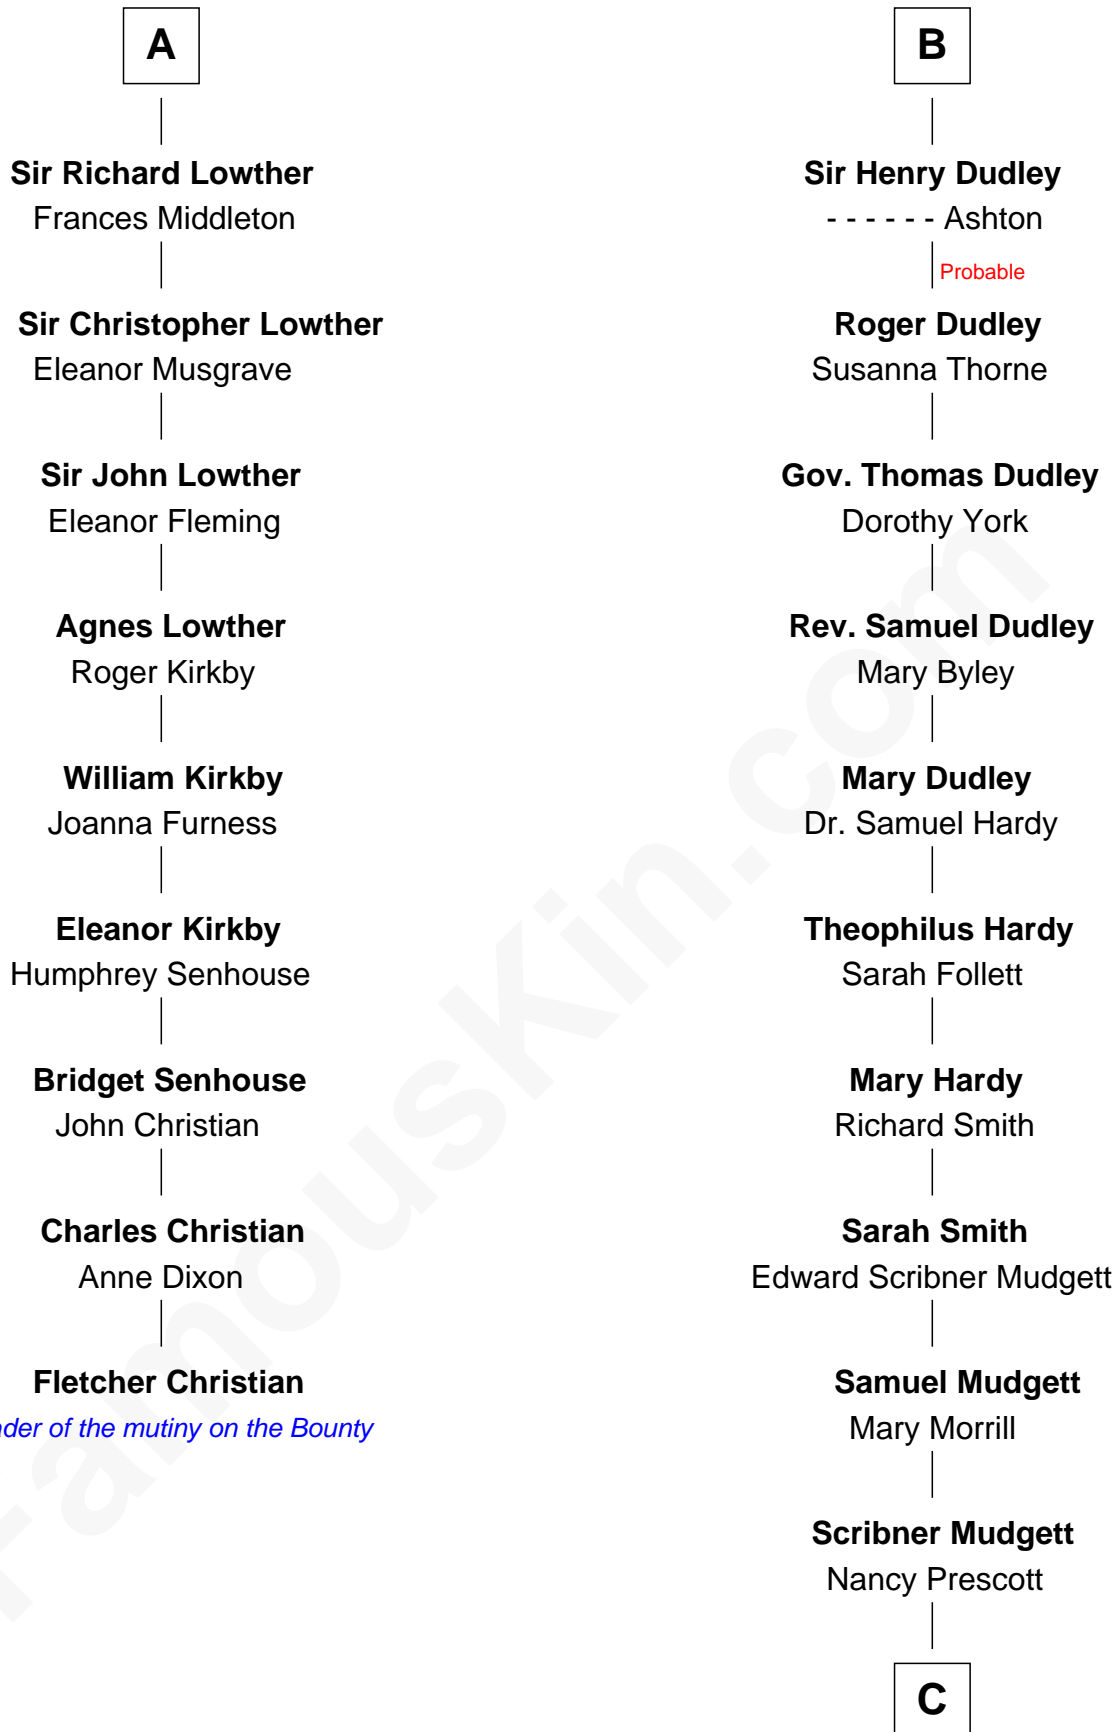 A
Sir Richard Lowther
Frances Middleton
Sir Christopher Lowther
Eleanor Musgrave
Sir John Lowther
Eleanor Fleming
Agnes Lowther
Roger Kirkby
William Kirkby
Joanna Furness
Eleanor Kirkby
Humphrey Senhouse
Bridget Senhouse
John Christian
Charles Christian
Anne Dixon
Fletcher Christian
of the mutiny on the Bounty
B
Sir Henry Dudley
- - - - - - Ashton
Probable
Roger Dudley
Susanna Thorne
Gov. Thomas Dudley
Dorothy York
Rev. Samuel Dudley
Mary Byley
Mary Dudley
Dr. Samuel Hardy
Theophilus Hardy
Sarah Follett
Mary Hardy
Richard Smith
Sarah Smith
Edward Scribner Mudgett
Samuel Mudgett
Mary Morrill
Scribner Mudgett
Nancy Prescott
C
FamousKin.com